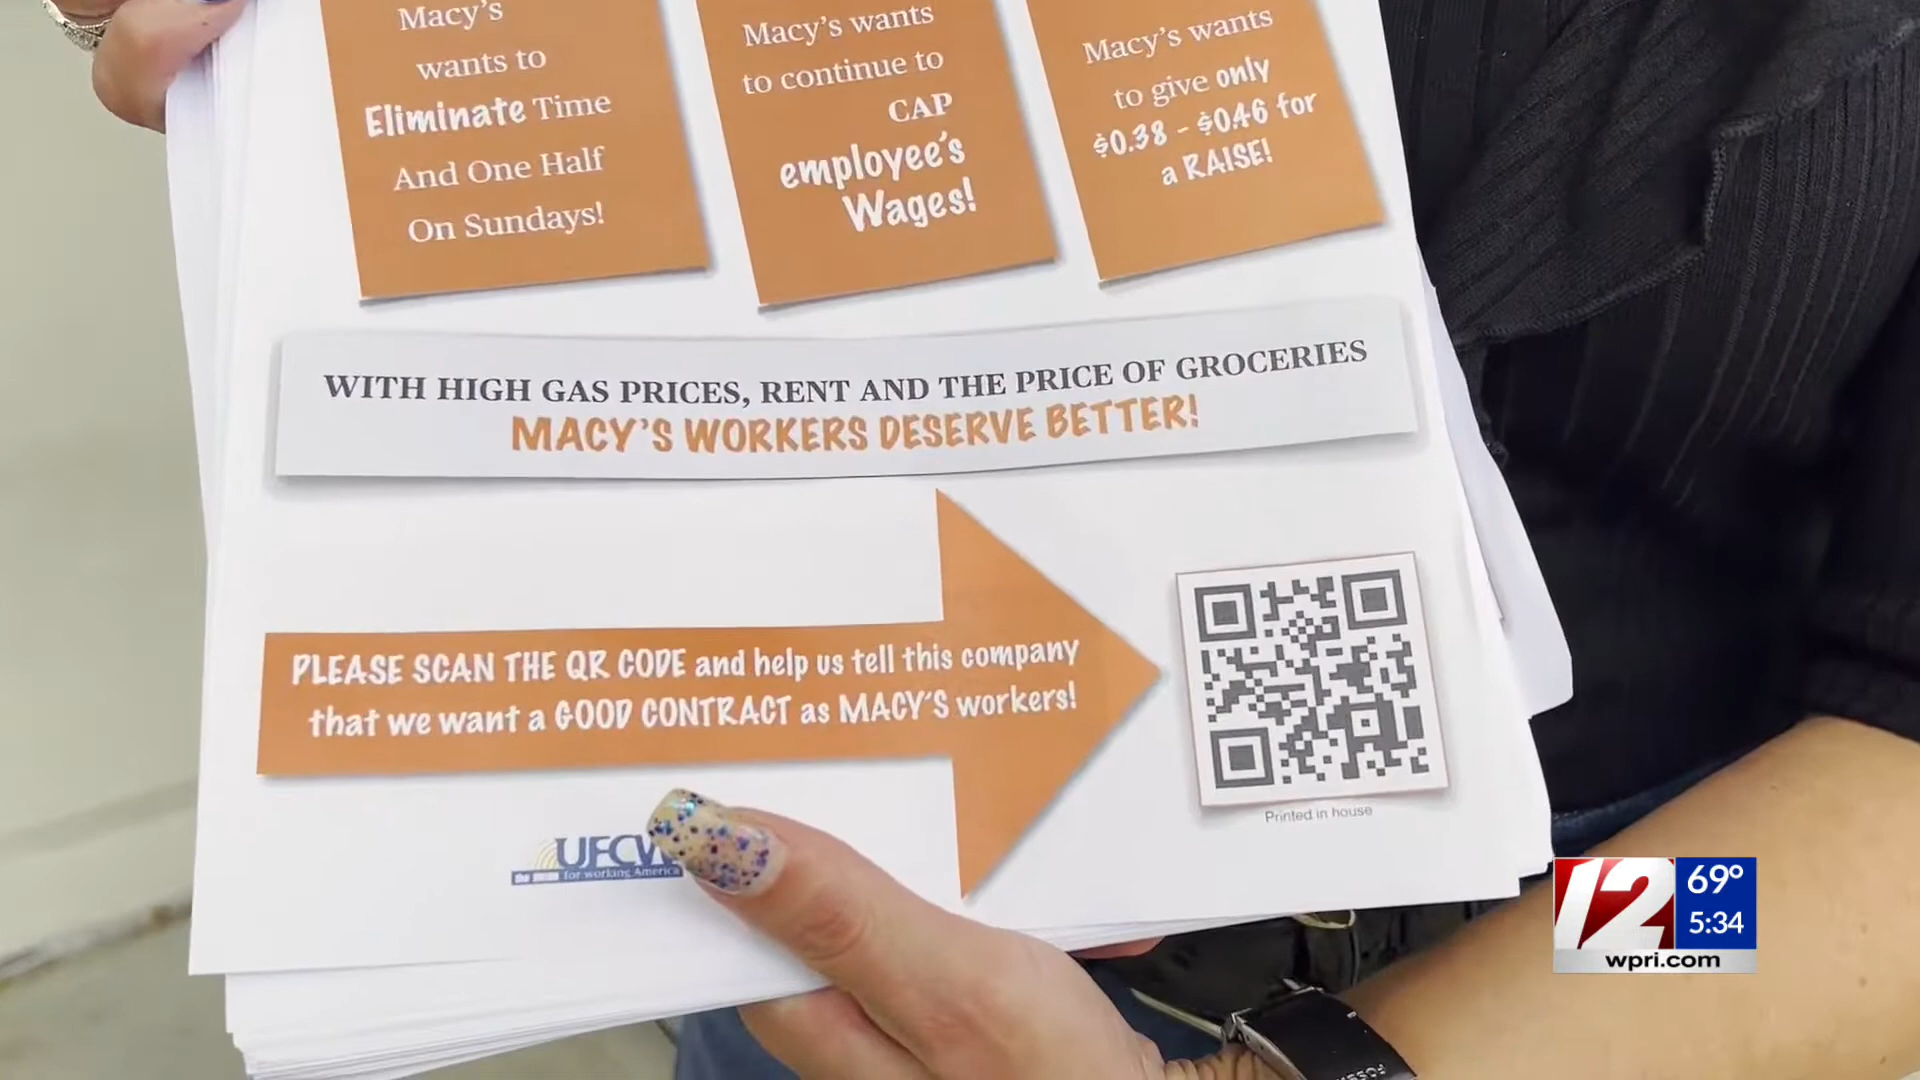 Macy's
wants to
Eliminate Time
And One Half
On Sundays!
Macy's wants
to continue to
CAP
employee's
Wages!
Macy's wants
to give only
$0.38 - $0.46 for
a RAISE!
WITH HIGH GAS PRICES, RENT AND THE PRICE OF GROCERIES
MACY'S WORKERS DESERVE BETTER!
PLEASE SCAN THE QR CODE and help us tell this company
that we want a GOOD CONTRACT as MACY'S workers!
Printed in house
UFCW
for working America
12
69°
5:34
wpri.com